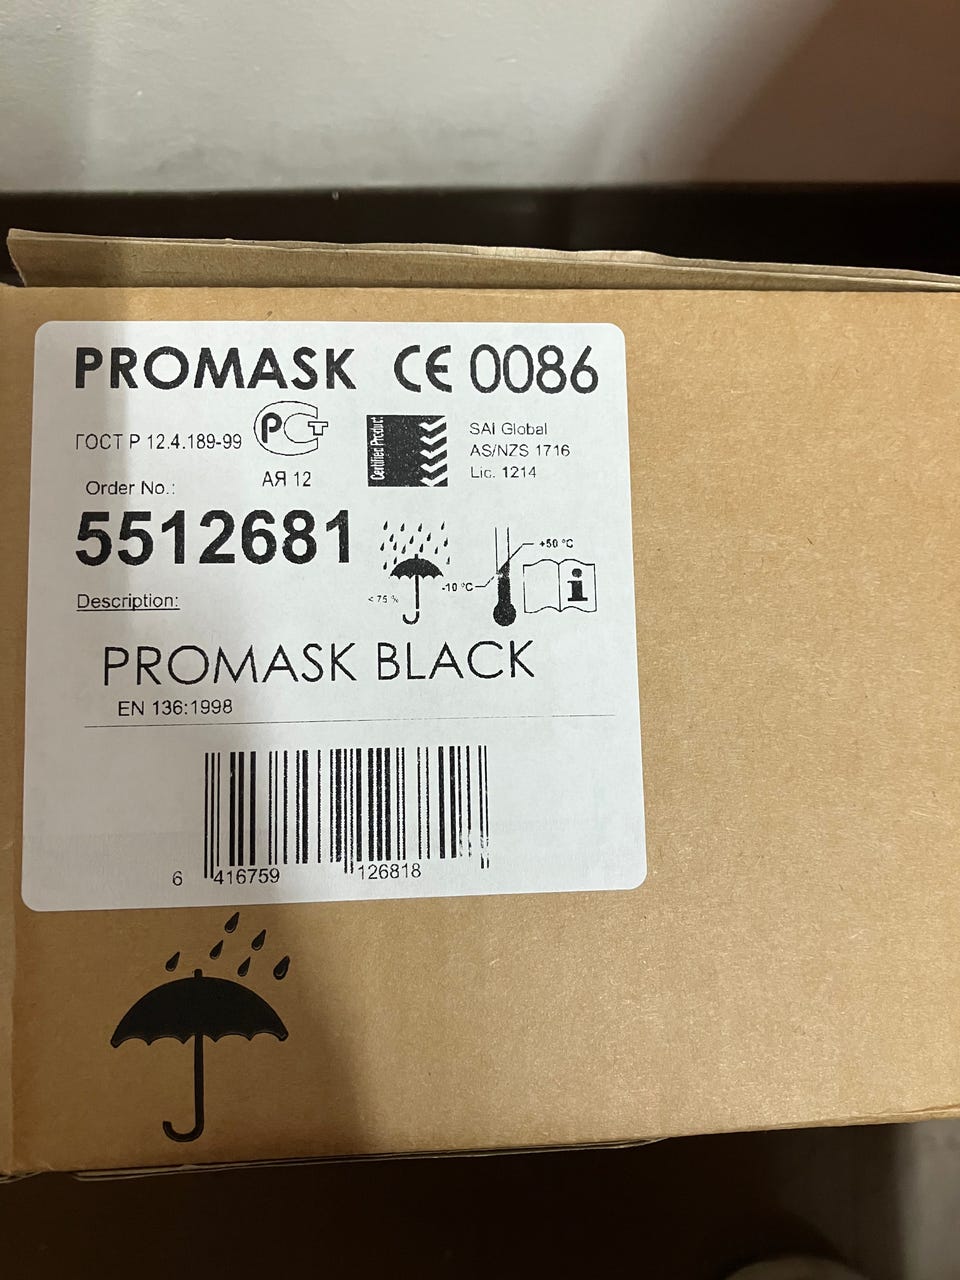 PROMASK CE 0086
ГОСТ Р 12.4.189-99
РСТ
АЯ 12
Certified Product
SAI Global
AS/NZS 1716
Lic. 1214
Order No.:
5512681
< 75 %
-10 °C
+50 °C
i
Description:
PROMASK BLACK
EN 136:1998
6 416759 126818